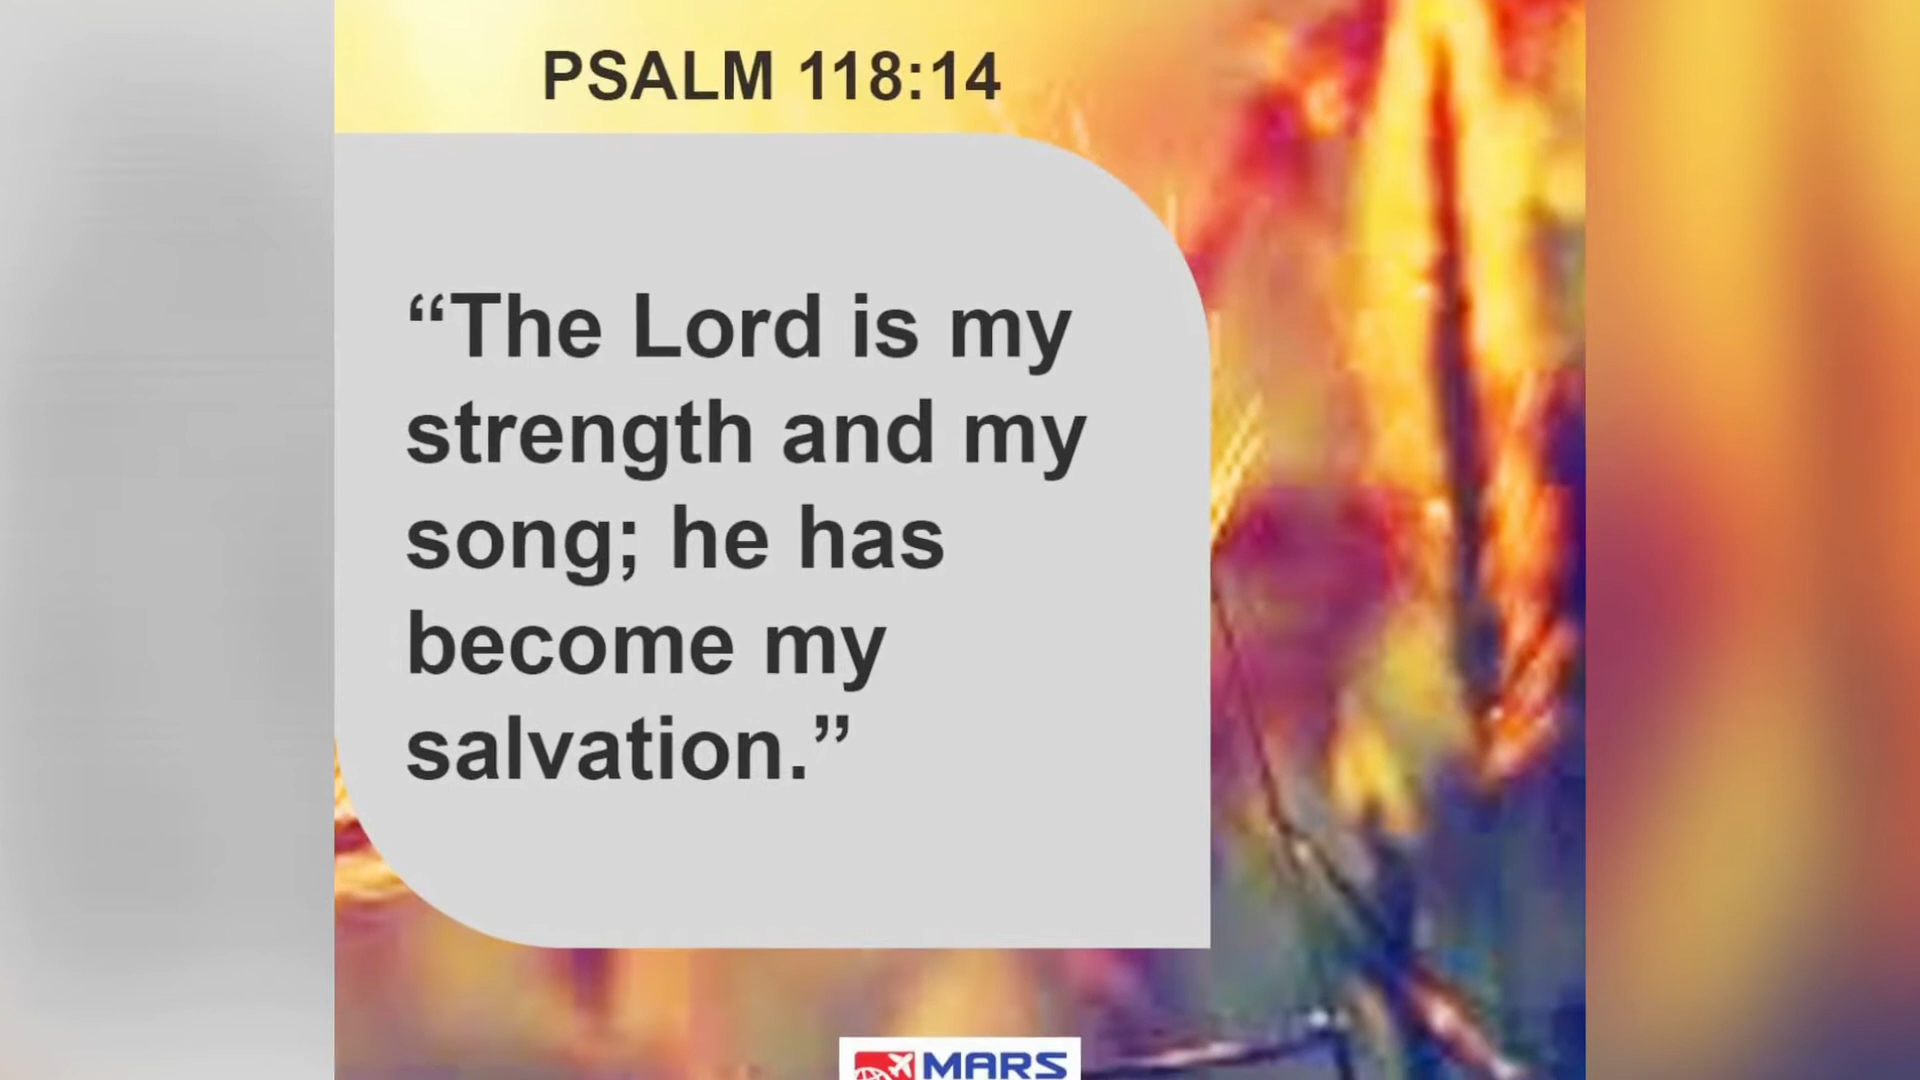 PSALM 118:14
“The Lord is my
strength and my
song; he has
become my
salvation.”
MARS